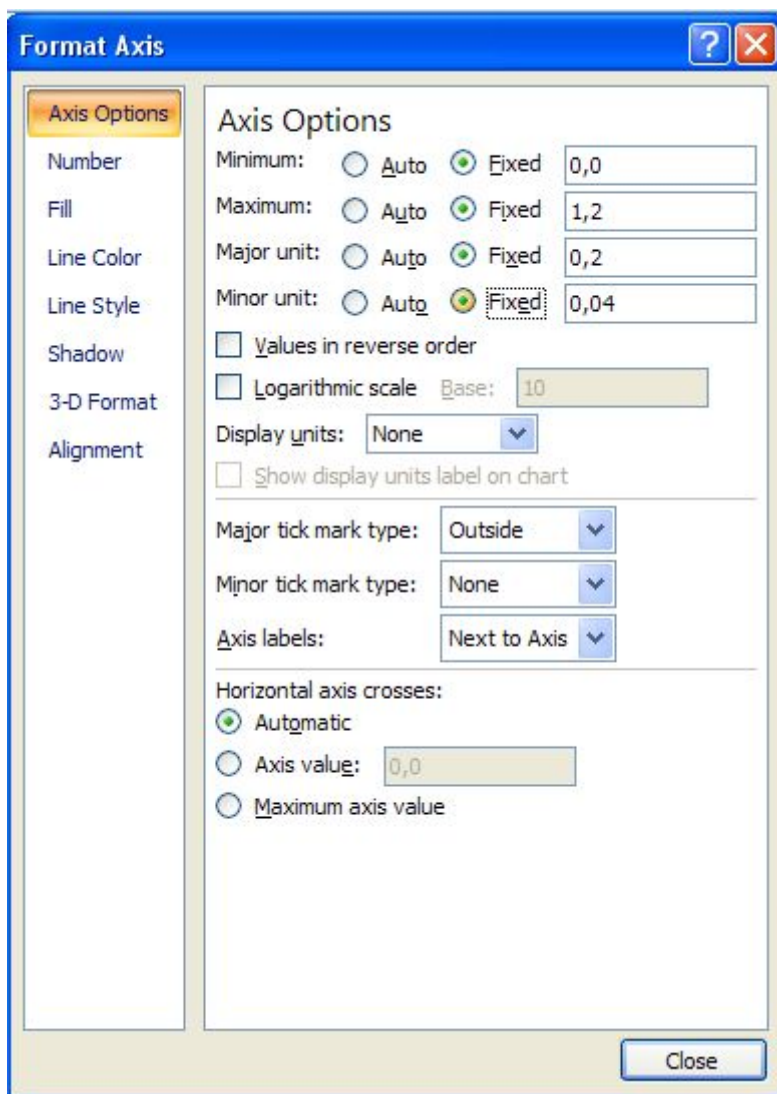 Format Axis
Axis Options
Number
Fill
Line Color
Line Style
Shadow
3-D Format
Alignment
Axis Options
Minimum: Auto Fixed 0,0
Maximum: Auto Fixed 1,2
Major unit: Auto Fixed 0,2
Minor unit: Auto Fixed 0,04
Values in reverse order
Logarithmic scale Base: 10
Display units: None
Show display units label on chart
Major tick mark type: Outside
Minor tick mark type: None
Axis labels: Next to Axis
Horizontal axis crosses:
Automatic
Axis value: 0,0
Maximum axis value
Close